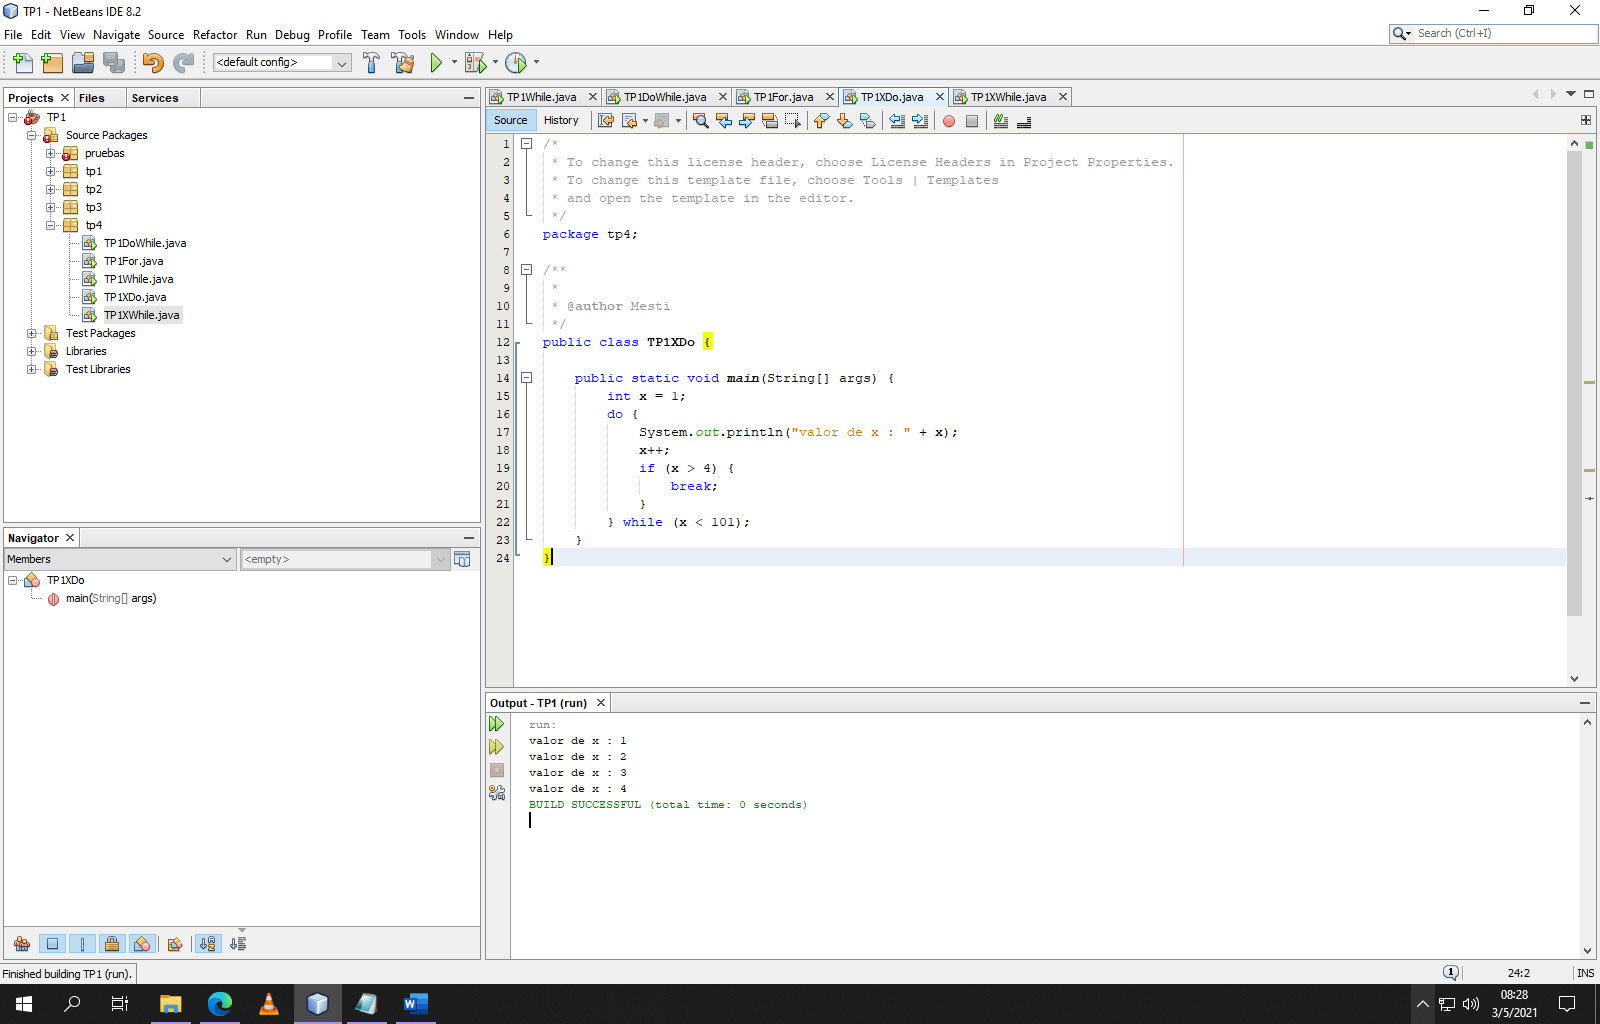 TP1 - NetBeans IDE 8.2
File Edit View Navigate Source Refactor Run Debug Profile Team Tools Window Help
Search (Ctrl+I)
<default config>
Projects Files Services
TP1
Source Packages
pruebas
tp1
tp2
tp3
tp4
TP1DoWhile.java
TP1For.java
TP1While.java
TP1XDo.java
TP1XWhile.java
Test Packages
Libraries
Test Libraries
Navigator
Members <empty>
TP1XDo
main(String[] args)
TP1While.java TP1DoWhile.java TP1For.java TP1XDo.java TP1XWhile.java
Source History
1 /*
2 * To change this license header, choose License Headers in Project Properties.
3 * To change this template file, choose Tools | Templates
4 * and open the template in the editor.
5 */
6 package tp4;
7
8 /**
9 *
10 * @author Mesti
11 */
12 public class TP1XDo {
13
14 public static void main(String[] args) {
15 int x = 1;
16 do {
17 System.out.println("valor de x : " + x);
18 x++;
19 if (x > 4) {
20 break;
21 }
22 } while (x < 101);
23 }
24 }
Output - TP1 (run)
run:
valor de x : 1
valor de x : 2
valor de x : 3
valor de x : 4
BUILD SUCCESSFUL (total time: 0 seconds)
Finished building TP1 (run).
1
24:2 INS
08:28
3/5/2021